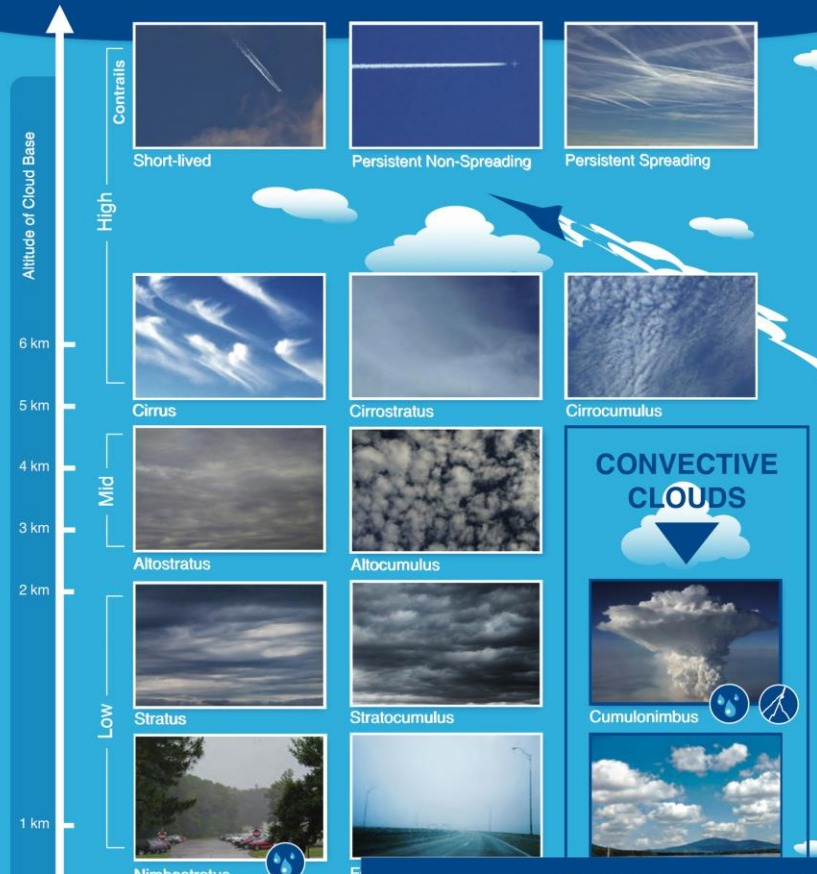 Contrails
Short-lived
Persistent Non-Spreading
Persistent Spreading
Altitude of Cloud Base
High
6 km
5 km
Cirrus
Cirrostratus
Cirrocumulus
4 km
Mid
3 km
Altostratus
Altocumulus
CONVECTIVE
CLOUDS
2 km
Low
Stratus
Stratocumulus
Cumulonimbus
1 km
Nimbostratus